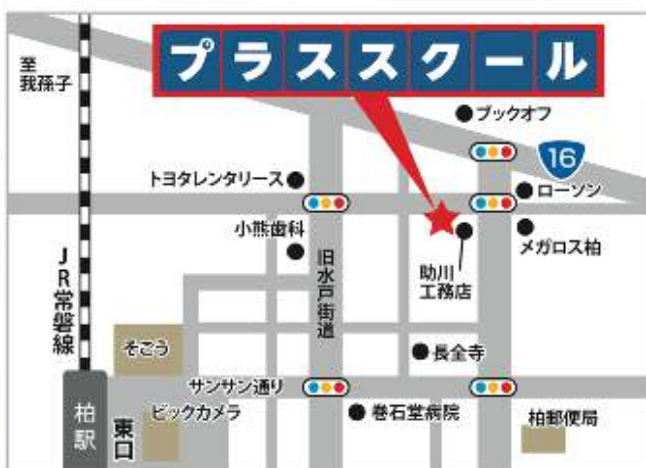 プラススクール
至
我孫子
ブックオフ
16
トヨタレンタリース
ローソン
小熊歯科
メガロス柏
助川
工務店
旧水戸街道
JR常磐線
そごう
長全寺
サンサン通り
柏駅
東口
ビックカメラ
巻石堂病院
柏郵便局